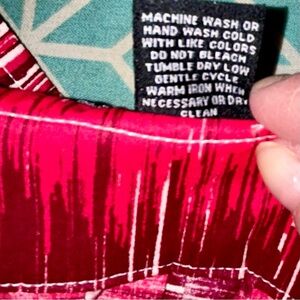 MACHINE WASH OR
HAND WASH COLD
WITH LIKE COLORS
DO NOT BLEACH
TUMBLE DRY LOW
GENTLE CYCLE
WARM IRON WHEN
NECESSARY OR DRY
CLEAN